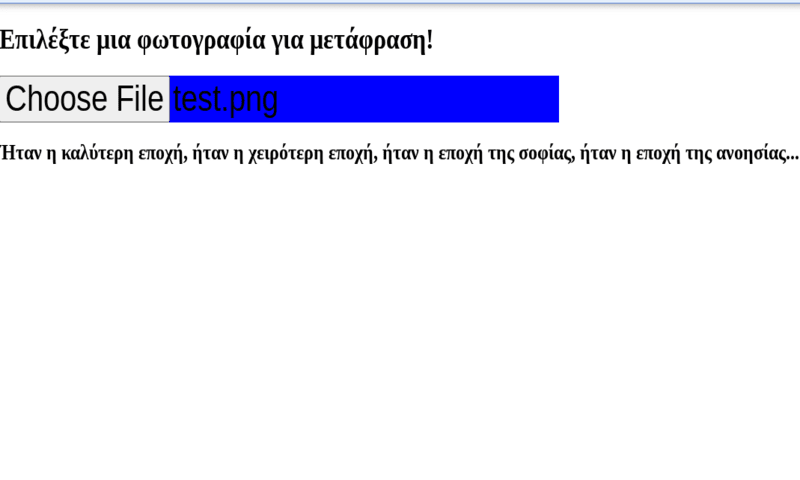 Επιλέξτε μια φωτογραφία για μετάφραση!
Choose File test.png
Ήταν η καλύτερη εποχή, ήταν η χειρότερη εποχή, ήταν η εποχή της σοφίας, ήταν η εποχή της ανοησίας...